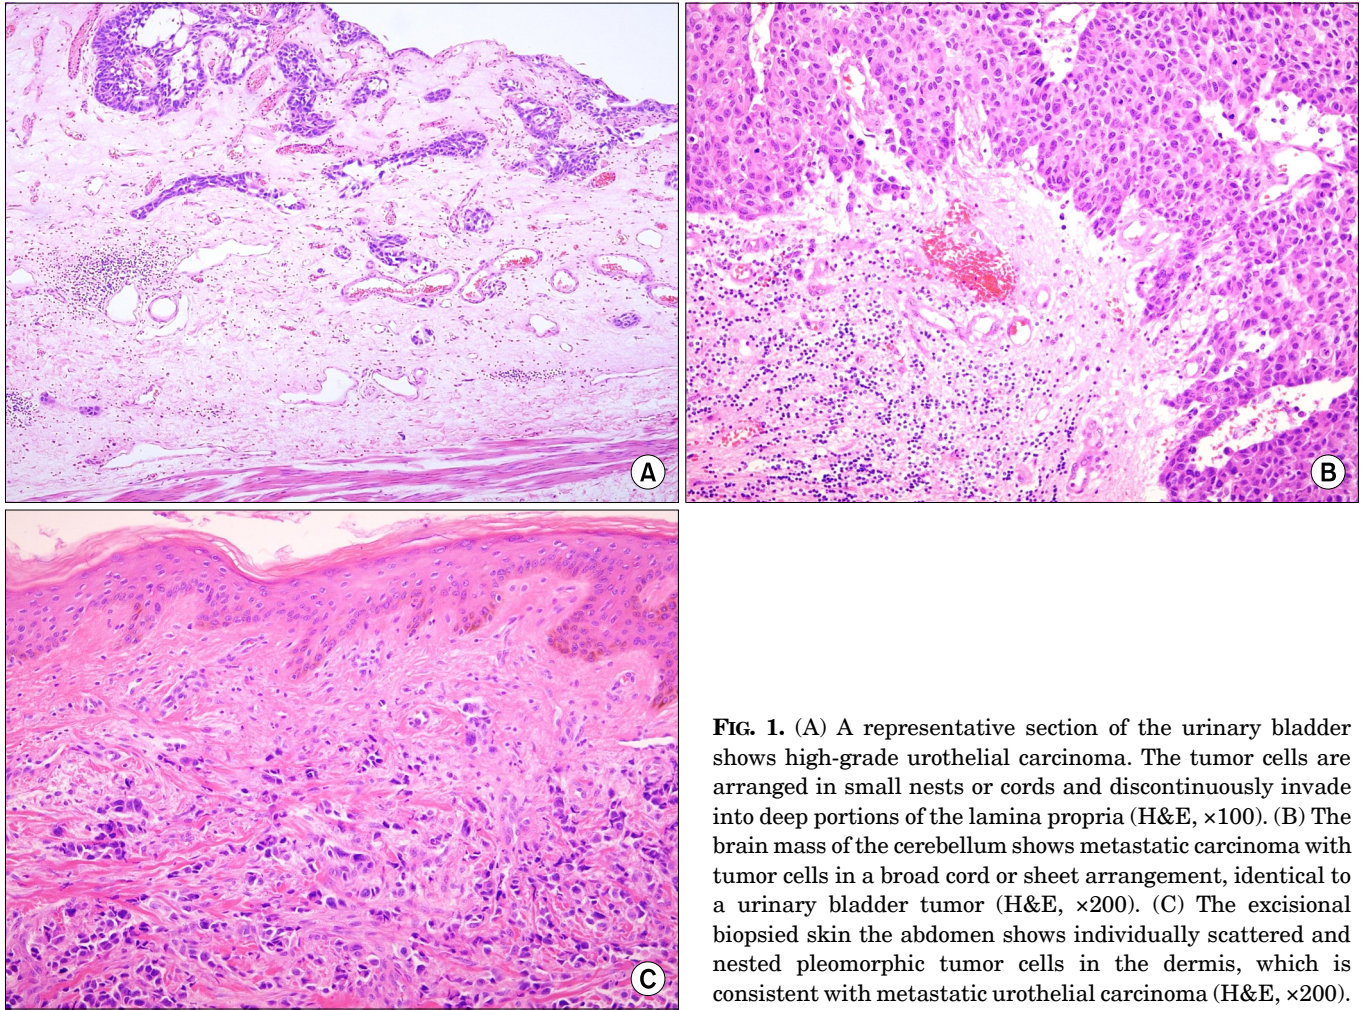 A
B
C
FIG. 1. (A) A representative section of the urinary bladder
shows high-grade urothelial carcinoma. The tumor cells are
arranged in small nests or cords and discontinuously invade
into deep portions of the lamina propria (H&E, ×100). (B) The
brain mass of the cerebellum shows metastatic carcinoma with
tumor cells in a broad cord or sheet arrangement, identical to
a urinary bladder tumor (H&E, ×200). (C) The excisional
biopsied skin the abdomen shows individually scattered and
nested pleomorphic tumor cells in the dermis, which is
consistent with metastatic urothelial carcinoma (H&E, ×200).